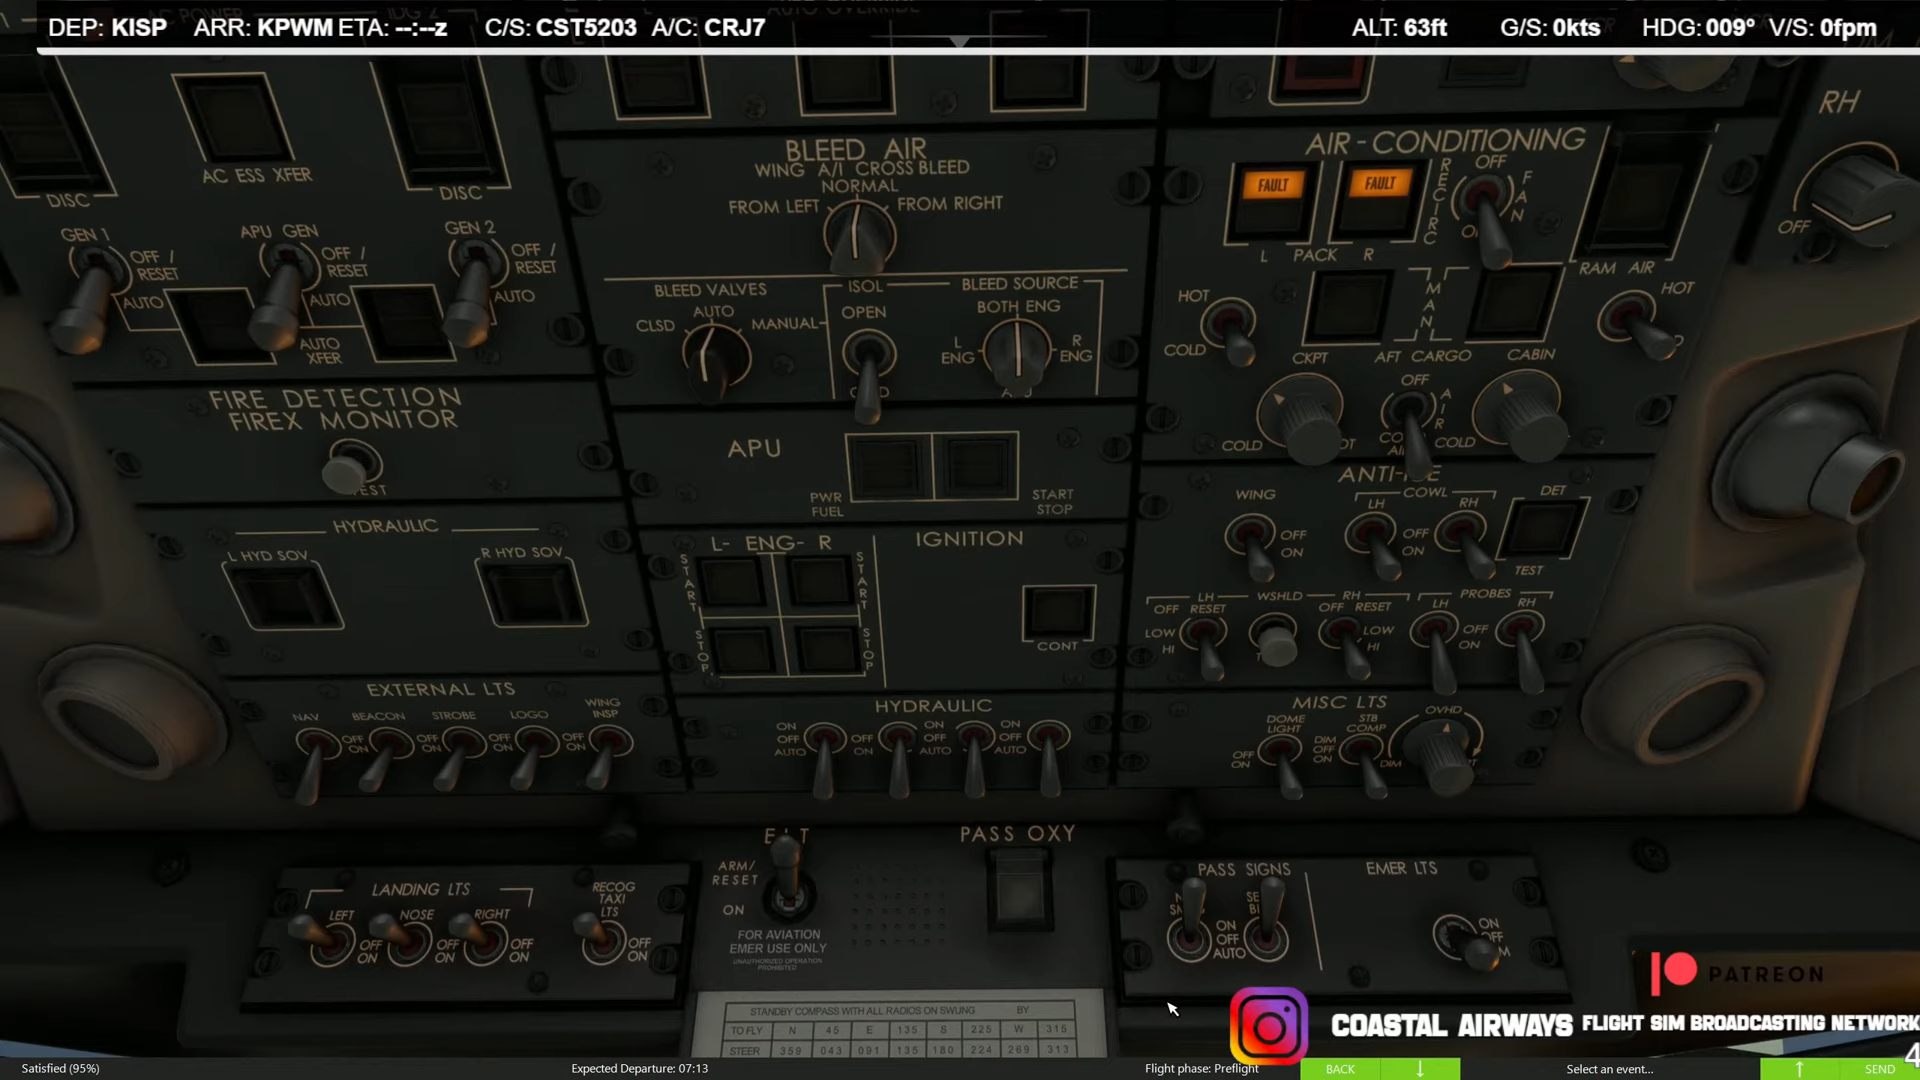 DEP: KISP ARR: KPWM ETA: --:--z C/S: CST5203 A/C: CRJ7 ALT: 63ft G/S: 0kts HDG: 009° V/S: 0fpm
DISC
AC ESS XFER
DISC
GEN 1
OFF / RESET
AUTO
APU GEN
OFF / RESET
AUTO
GEN 2
OFF / RESET
AUTO
AUTO XFER
BLEED AIR
WING A/I CROSS BLEED
NORMAL
FROM LEFT
FROM RIGHT
BLEED VALVES
CLSD
AUTO
MANUAL
ISOL
OPEN
BLEED SOURCE
BOTH ENG
L ENG
R ENG
AIR-CONDITIONING
FAULT
FAULT
L PACK R
RECIRC
OFF
FAN
RAM AIR
HOT
COLD
MAN
HOT
CKPT
AFT CARGO
CABIN
OFF
AIR
COLD
COLD
RH
OFF
FIRE DETECTION
FIREX MONITOR
APU
PWR FUEL
START STOP
HYDRAULIC
L HYD SOV
R HYD SOV
L- ENG- R
START
START
STOP
STOP
IGNITION
CONT
WING
OFF
ON
COWL
LH
OFF
ON
RH
DET
TEST
LH
WSHLD
RH
OFF RESET
LOW
HI
OFF RESET
LOW
HI
PROBES
LH
OFF
ON
RH
EXTERNAL LTS
NAV
BEACON
STROBE
LOGO
WING INSP
OFF
ON
OFF
ON
OFF
ON
OFF
ON
HYDRAULIC
ON
OFF
AUTO
OFF
ON
ON
OFF
AUTO
ON
OFF
AUTO
MISC LTS
DOME LIGHT
OFF
ON
STB COMP
DIM
OFF
ON
OVHD
DIM
LANDING LTS
LEFT
NOSE
RIGHT
OFF
ON
OFF
ON
OFF
ON
RECOG TAXI LTS
OFF
ON
ARM/ RESET
ON
FOR AVIATION
EMER USE ONLY
UNAUTHORIZED OPERATION
PROHIBITED
PASS OXY
PASS SIGNS
ON
OFF
AUTO
EMER LTS
ON
OFF
STANDBY COMPASS WITH ALL RADIOS ON SWUNG BY
TO FLY N 45 E 135 S 225 W 315
STEER 359 043 091 135 180 224 269 313
PATREON
COASTAL AIRWAYS FLIGHT SIM BROADCASTING NETWORK
Satisfied (95%) Expected Departure: 07:13 Flight phase: Preflight BACK ↓ Select an event... ↑ SEND